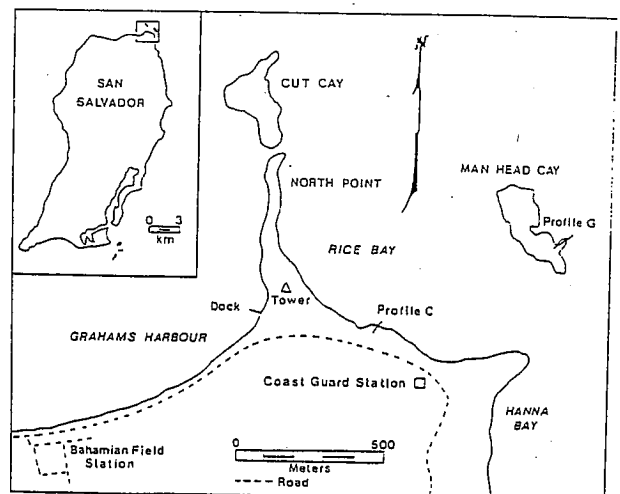 SAN
SALVADOR
0 3
km
CUT CAY
NORTH POINT
MAN HEAD CAY
Profile G
RICE BAY
Tower
Dock
Profile C
GRAHAMS HARBOUR
Coast Guard Station
HANNA
BAY
0 500
Meters
Road
Bahamian Field
Station